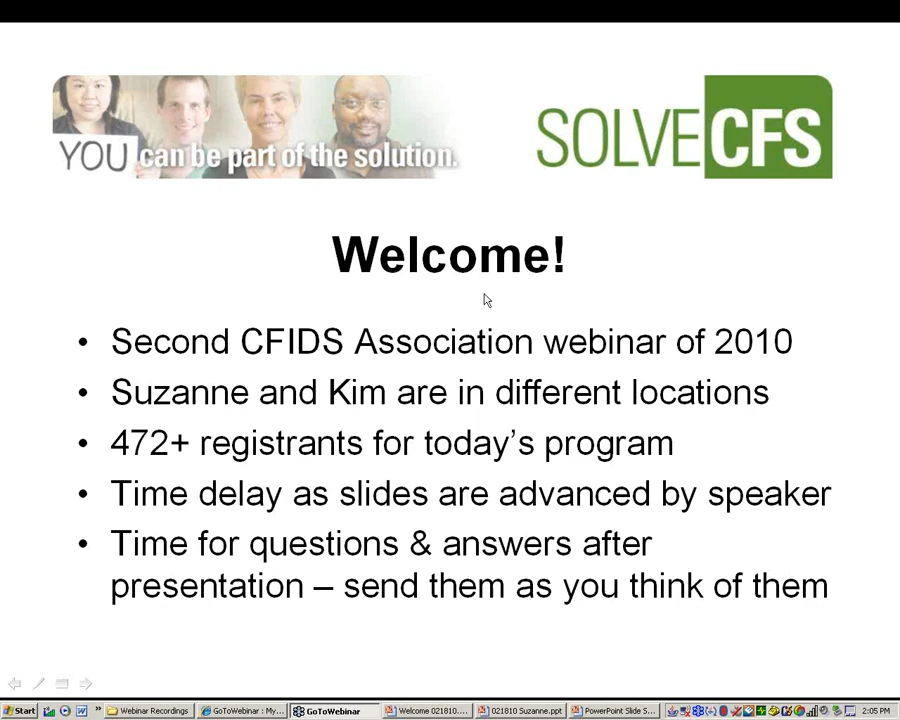 YOU can be part of the solution.
SOLVECFS
Welcome!
• Second CFIDS Association webinar of 2010
• Suzanne and Kim are in different locations
• 472+ registrants for today's program
• Time delay as slides are advanced by speaker
• Time for questions & answers after
presentation – send them as you think of them
Start » Webinar Recordings GoToWebinar : My... GoToWebinar Welcome 021810.... 021810 Suzanne.ppt PowerPoint Slide S... 2:05 PM